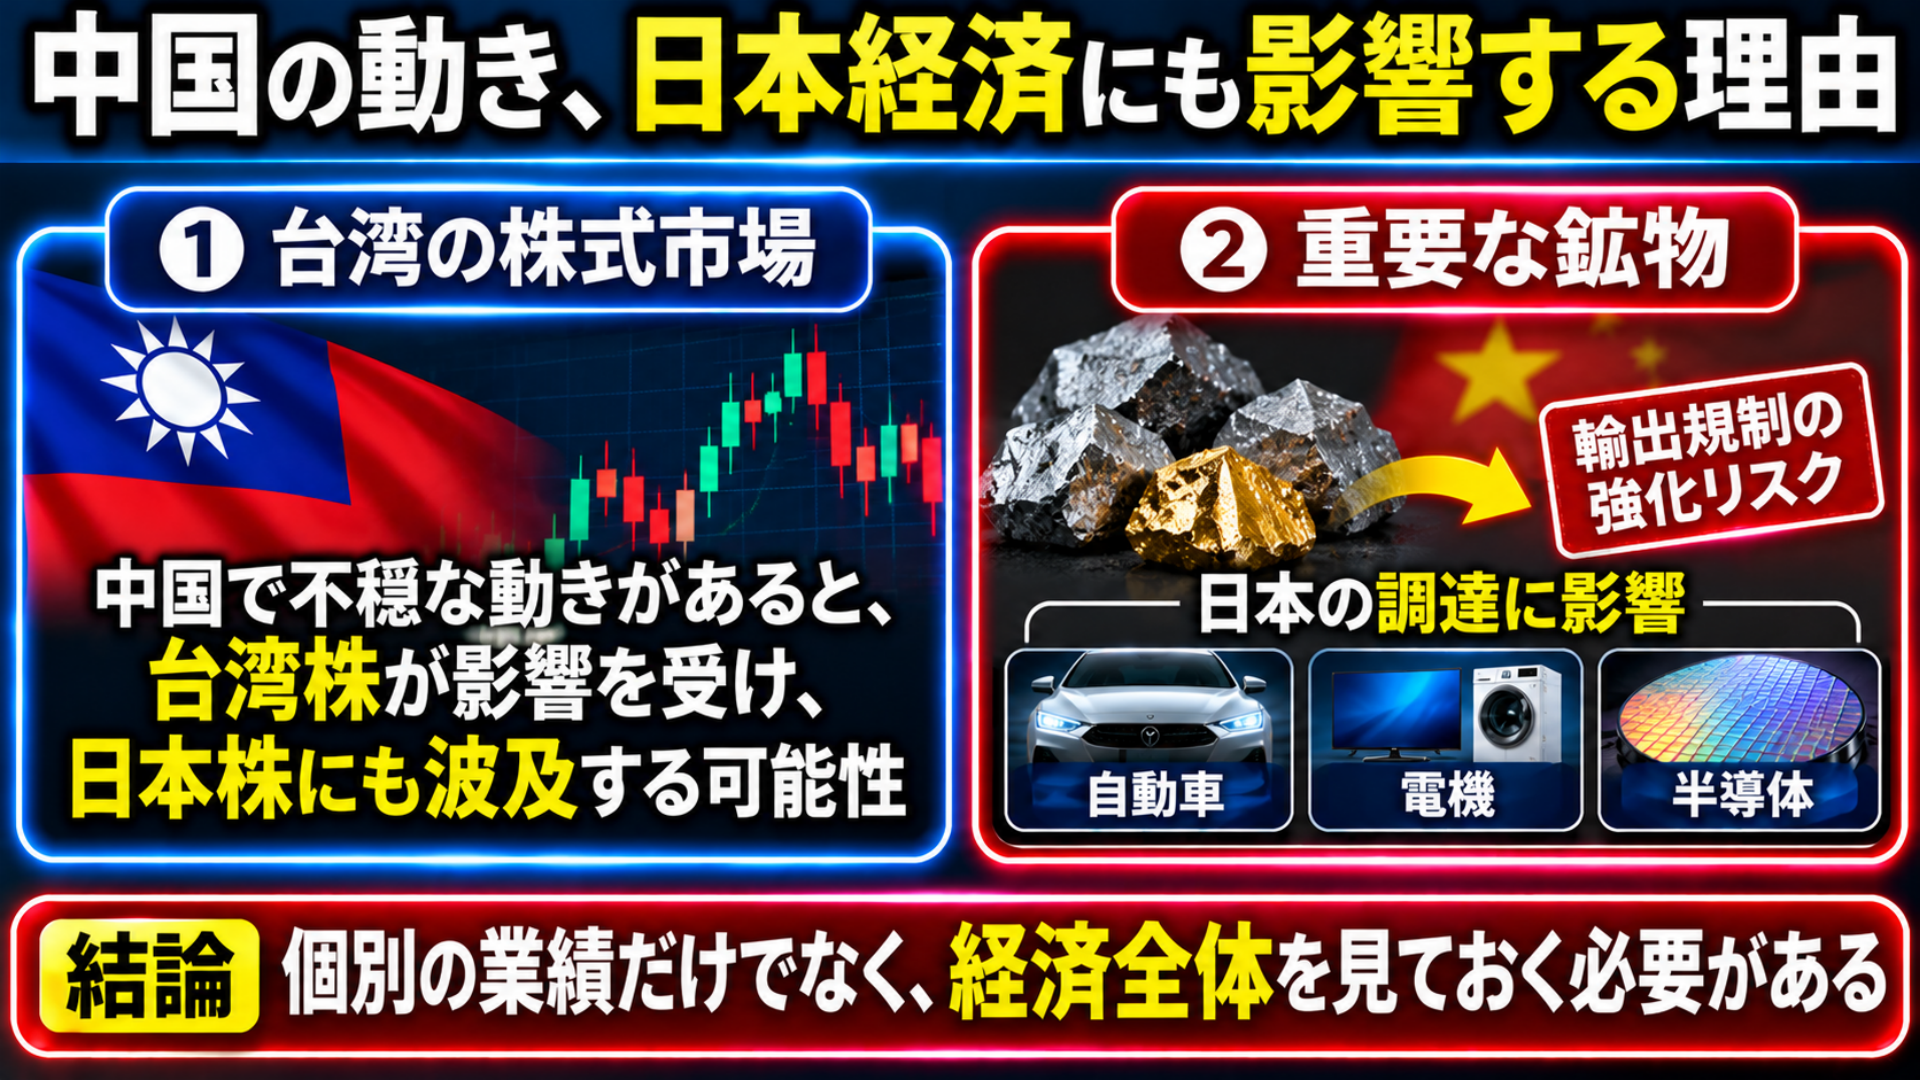 中国の動き、日本経済にも影響する理由
❶ 台湾の株式市場
中国で不穏な動きがあると、
台湾株が影響を受け、
日本株にも波及する可能性
❷ 重要な鉱物
輸出規制の
強化リスク
日本の調達に影響
自動車
電機
半導体
結論 個別の業績だけでなく、経済全体を見ておく必要がある